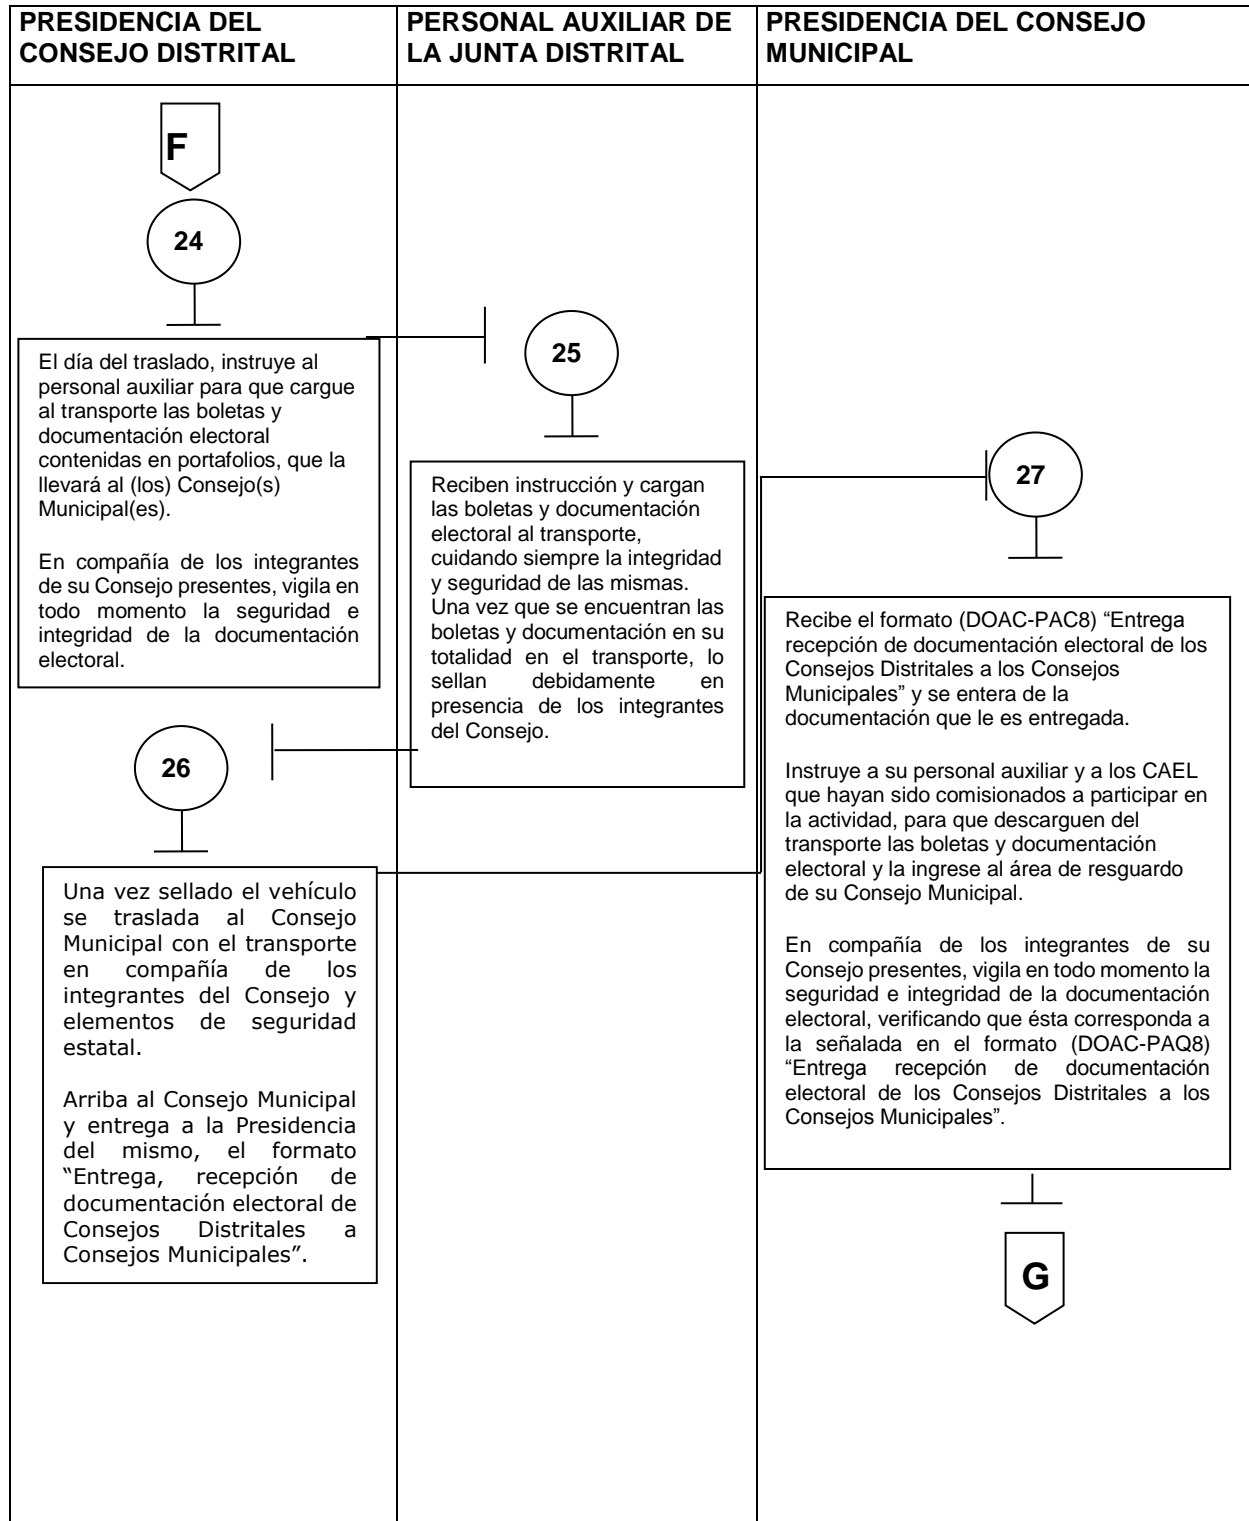 PRESIDENCIA DEL
CONSEJO DISTRITAL
PERSONAL AUXILIAR DE
LA JUNTA DISTRITAL
PRESIDENCIA DEL CONSEJO
MUNICIPAL
F
24
El día del traslado, instruye al
personal auxiliar para que cargue
al transporte las boletas y
documentación electoral
contenidas en portafolios, que la
llevará al (los) Consejo(s)
Municipal(es).
En compañía de los integrantes
de su Consejo presentes, vigila en
todo momento la seguridad e
integridad de la documentación
electoral.
25
Reciben instrucción y cargan
las boletas y documentación
electoral al transporte,
cuidando siempre la integridad
y seguridad de las mismas.
Una vez que se encuentran las
boletas y documentación en su
totalidad en el transporte, lo
sellan debidamente en
presencia de los integrantes
del Consejo.
26
Una vez sellado el vehículo
se traslada al Consejo
Municipal con el transporte
en compañía de los
integrantes del Consejo y
elementos de seguridad
estatal.
Arriba al Consejo Municipal
y entrega a la Presidencia
del mismo, el formato
“Entrega, recepción de
documentación electoral de
Consejos Distritales a
Consejos Municipales”.
27
Recibe el formato (DOAC-PAC8) “Entrega
recepción de documentación electoral de los
Consejos Distritales a los Consejos
Municipales” y se entera de la
documentación que le es entregada.
Instruye a su personal auxiliar y a los CAEL
que hayan sido comisionados a participar en
la actividad, para que descarguen del
transporte las boletas y documentación
electoral y la ingrese al área de resguardo
de su Consejo Municipal.
En compañía de los integrantes de su
Consejo presentes, vigila en todo momento la
seguridad e integridad de la documentación
electoral, verificando que ésta corresponda a
la señalada en el formato (DOAC-PAQ8)
“Entrega recepción de documentación
electoral de los Consejos Distritales a los
Consejos Municipales”.
G